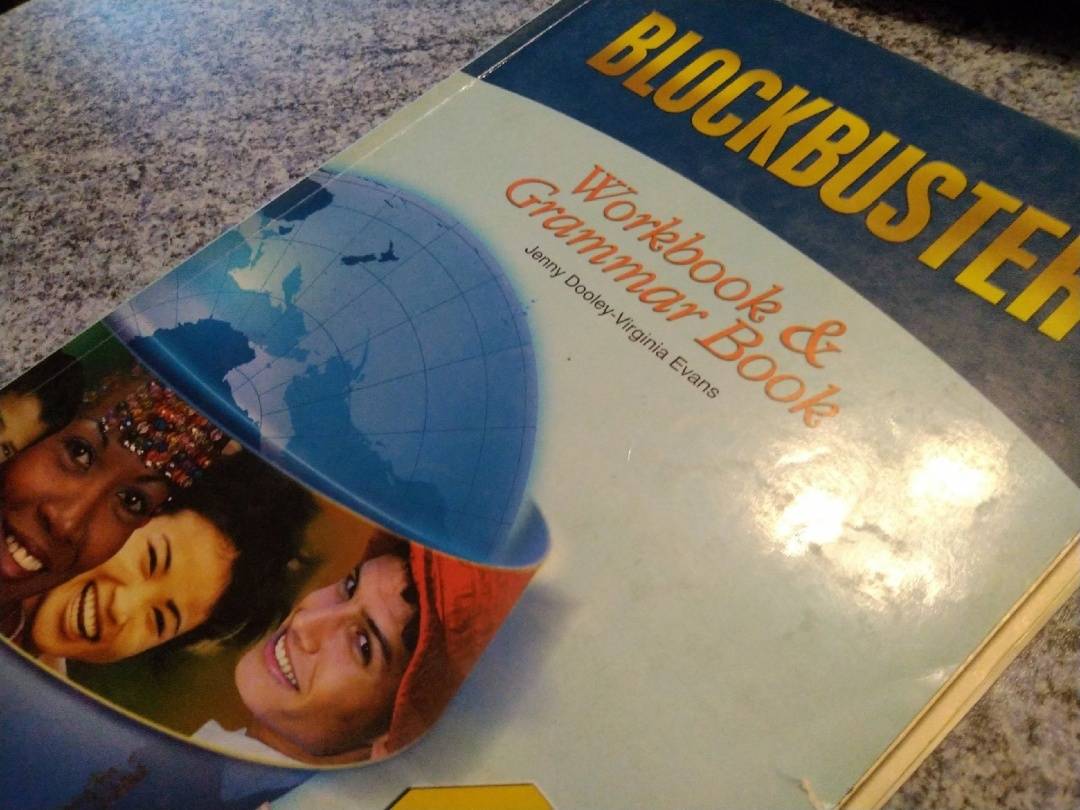 BLOCKBUSTER
Workbook &
Grammar Book
Jenny Dooley-Virginia Evans